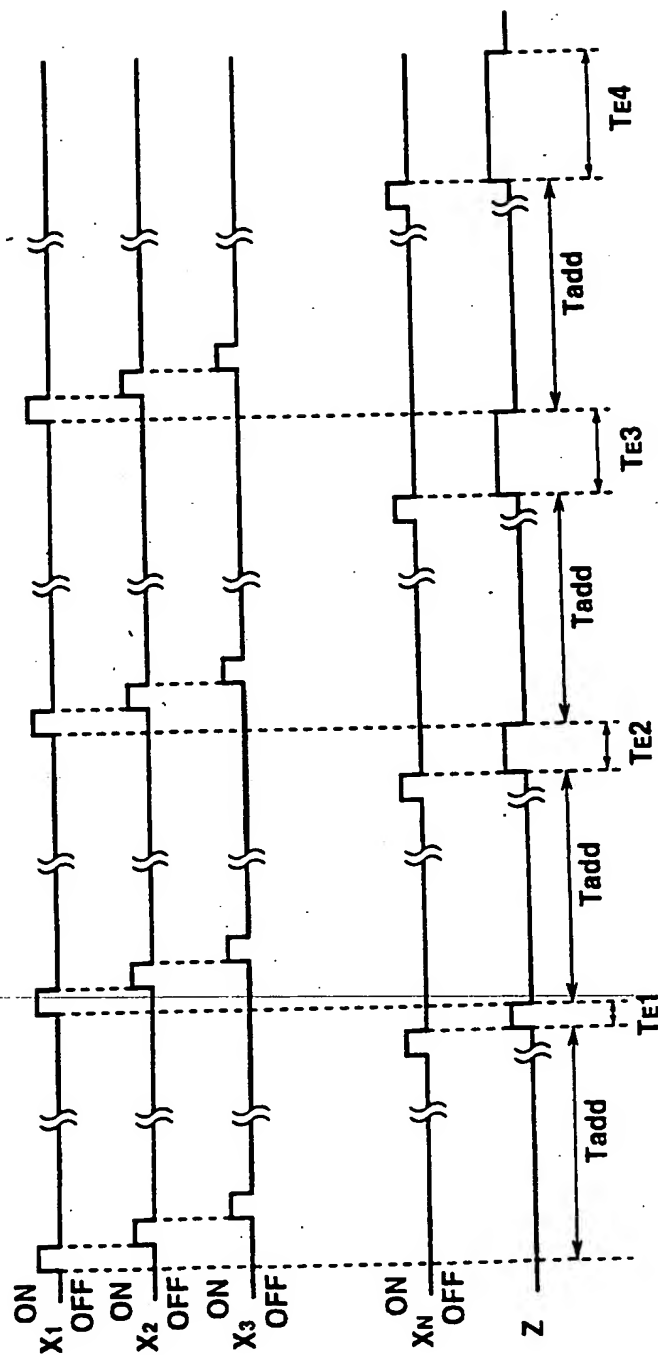 X1 ON OFF
X2 ON OFF
X3 ON OFF
XN ON OFF
Z
Tadd TE1 Tadd TE2 Tadd TE3 Tadd TE4